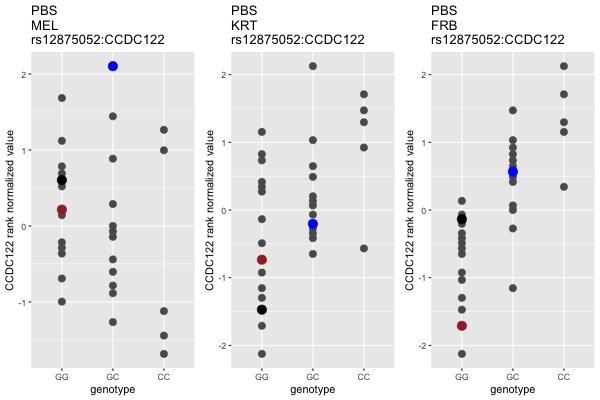 PBS
MEL
rs12875052:CCDC122
CCDC122 rank normalized value
2
1
0
-1
GG
GC
CC
genotype
PBS
KRT
rs12875052:CCDC122
CCDC122 rank normalized value
2
1
0
-1
-2
GG
GC
CC
genotype
PBS
FRB
rs12875052:CCDC122
CCDC122 rank normalized value
2
1
0
-1
-2
GG
GC
CC
genotype